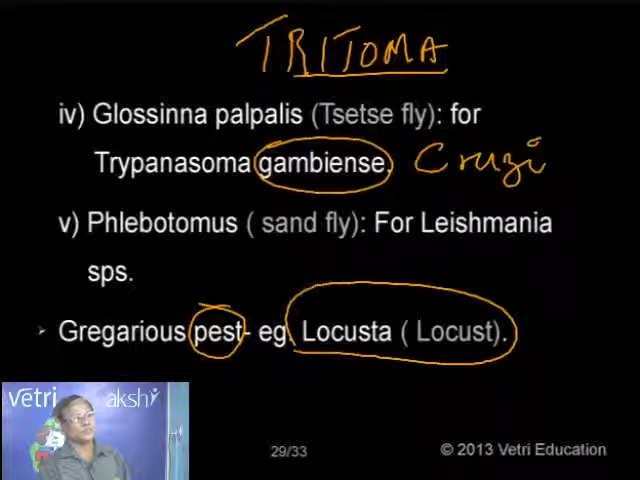 TRITOMA
iv) Glossinna palpalis (Tsetse fly): for
Trypanasoma gambiense. Cruzi
v) Phlebotomus ( sand fly): For Leishmania
sps.
➢ Gregarious pest- eg. Locusta ( Locust).
vetri akshi
29/33 © 2013 Vetri Education